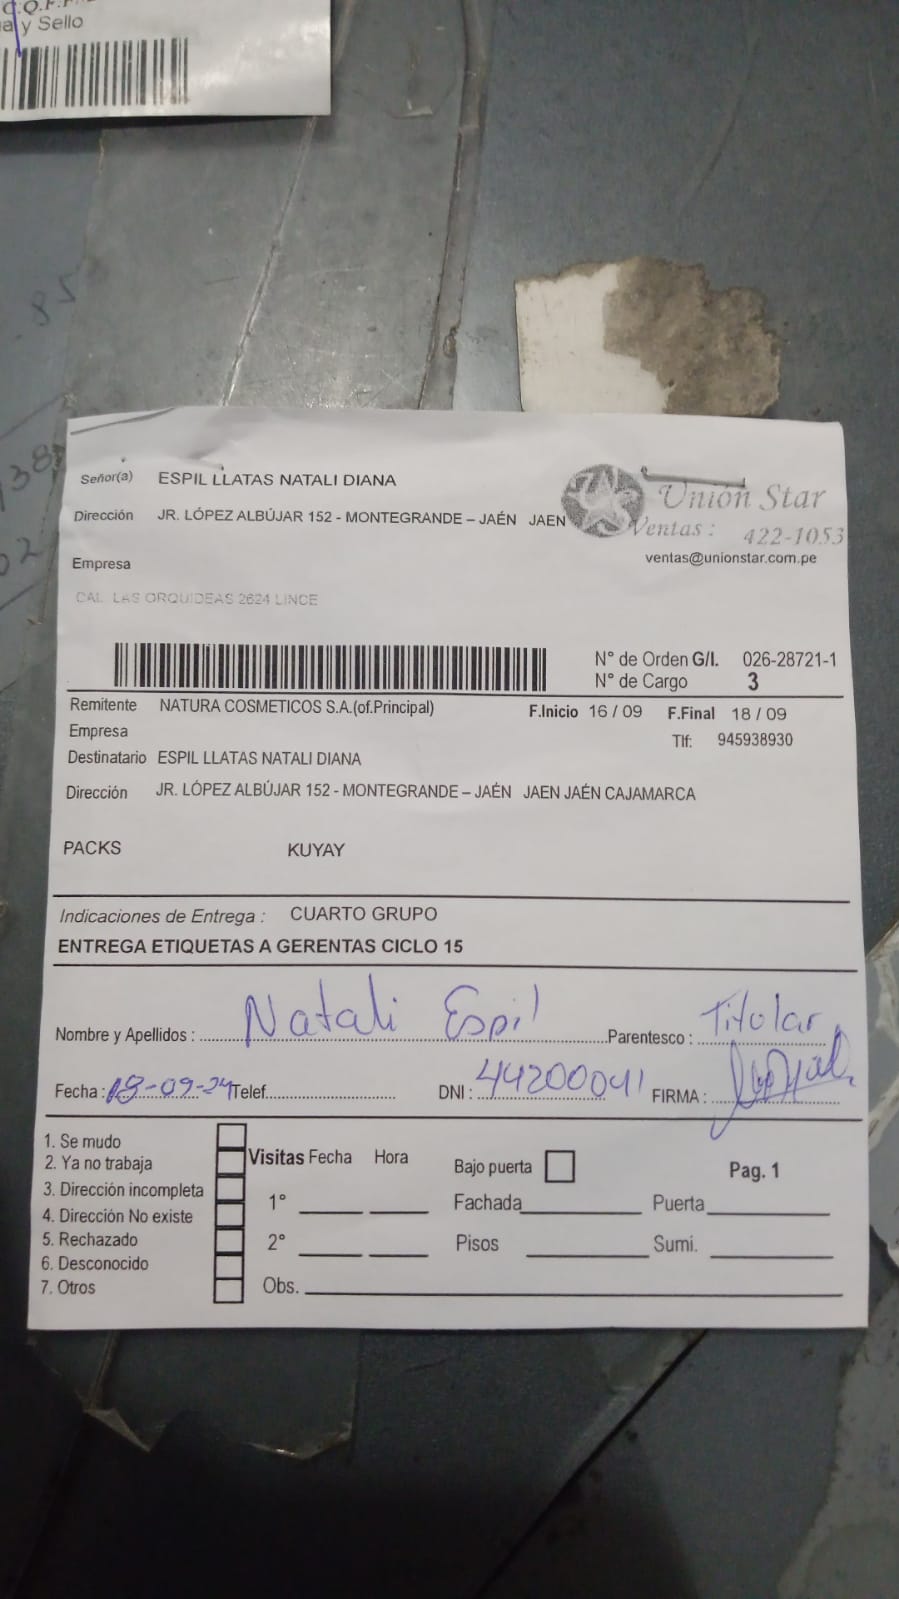 y Sello
Señor(a) ESPIL LLATAS NATALI DIANA
Unión Star
Dirección JR. LÓPEZ ALBÚJAR 152 - MONTEGRANDE – JAÉN JAEN
Ventas : 422-1053
ventas@unionstar.com.pe
Empresa
CAL. LAS ORQUIDEAS 2624 LINCE
N° de Orden G/I. 026-28721-1
N° de Cargo 3
Remitente NATURA COSMETICOS S.A.(of.Principal) F.Inicio 16 / 09 F.Final 18 / 09
Empresa Tlf: 945938930
Destinatario ESPIL LLATAS NATALI DIANA
Dirección JR. LÓPEZ ALBÚJAR 152 - MONTEGRANDE – JAÉN JAEN JAÉN CAJAMARCA
PACKS KUYAY
Indicaciones de Entrega : CUARTO GRUPO
ENTREGA ETIQUETAS A GERENTAS CICLO 15
Nombre y Apellidos : Natali Espil Parentesco : Titular
Fecha : 18-09-24 Telef. DNI : 44200041 FIRMA :
1. Se mudo
2. Ya no trabaja
3. Dirección incompleta
4. Dirección No existe
5. Rechazado
6. Desconocido
7. Otros
Visitas Fecha Hora
Bajo puerta
Pag. 1
1° Fachada Puerta
2° Pisos Sumi.
Obs.